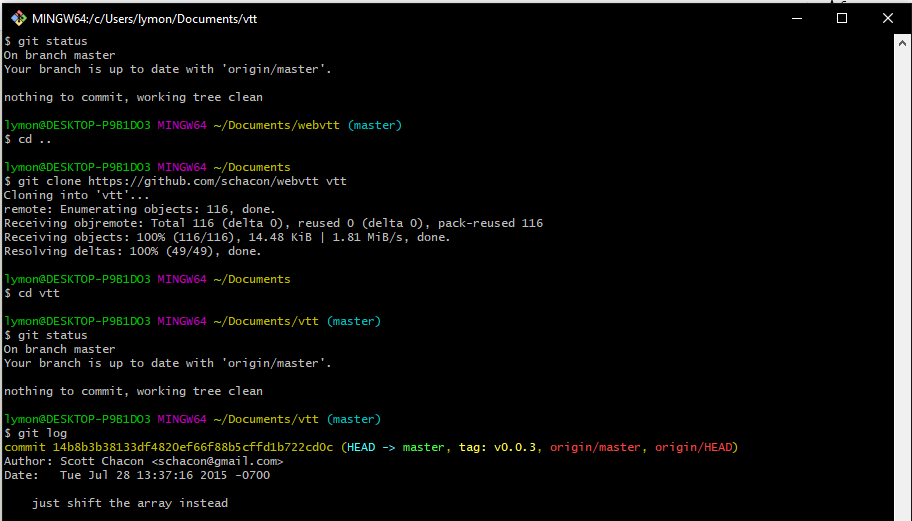 MINGW64:/c/Users/lymon/Documents/vtt
$ git status
On branch master
Your branch is up to date with 'origin/master'.
nothing to commit, working tree clean
lymon@DESKTOP-P9B1DO3 MINGW64 ~/Documents/webvtt (master)
$ cd ..
lymon@DESKTOP-P9B1DO3 MINGW64 ~/Documents
$ git clone https://github.com/schacon/webvtt vtt
Cloning into 'vtt'...
remote: Enumerating objects: 116, done.
Receiving objremote: Total 116 (delta 0), reused 0 (delta 0), pack-reused 116
Receiving objects: 100% (116/116), 14.48 KiB | 1.81 MiB/s, done.
Resolving deltas: 100% (49/49), done.
lymon@DESKTOP-P9B1DO3 MINGW64 ~/Documents
$ cd vtt
lymon@DESKTOP-P9B1DO3 MINGW64 ~/Documents/vtt (master)
$ git status
On branch master
Your branch is up to date with 'origin/master'.
nothing to commit, working tree clean
lymon@DESKTOP-P9B1DO3 MINGW64 ~/Documents/vtt (master)
$ git log
commit 14b8b3b38133df4820ef66f88b5cffd1b722cd0c (HEAD -> master, tag: v0.0.3, origin/master, origin/HEAD)
Author: Scott Chacon <schacon@gmail.com>
Date:   Tue Jul 28 13:37:16 2015 -0700
just shift the array instead